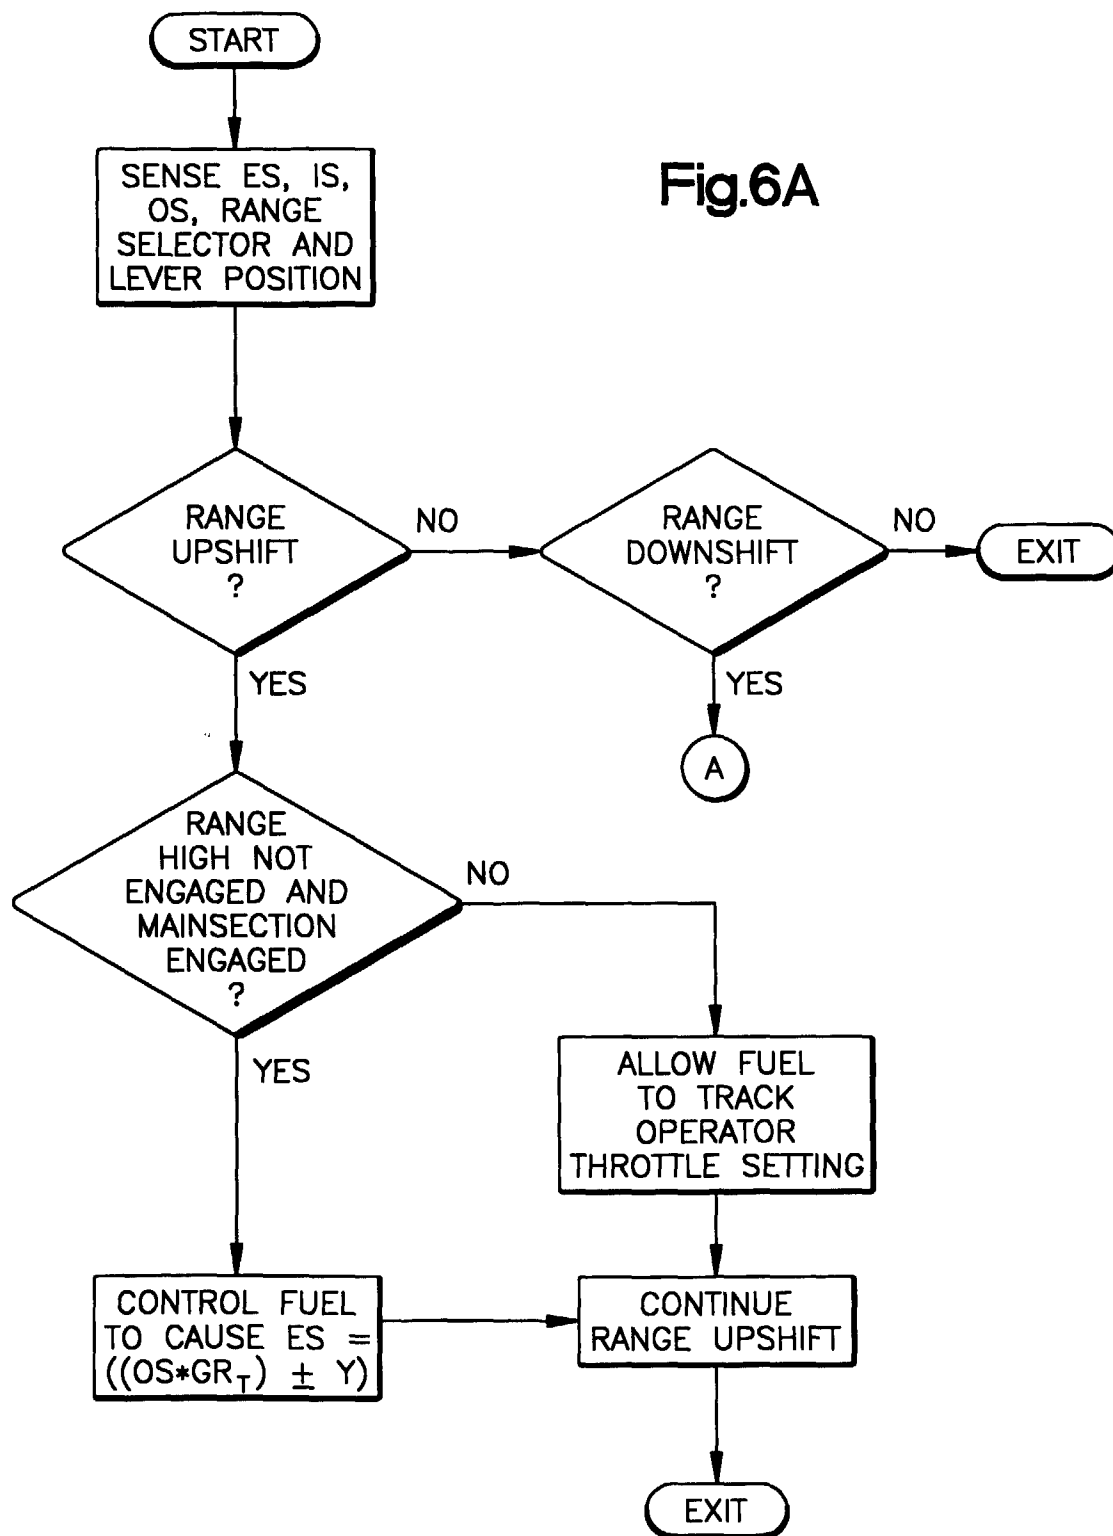 START
Fig.6A
SENSE ES, IS,
OS, RANGE
SELECTOR AND
LEVER POSITION
RANGE
UPSHIFT
?
NO
RANGE
DOWNSHIFT
?
NO
EXIT
YES
YES
A
RANGE
HIGH NOT
ENGAGED AND
MAINSECTION
ENGAGED
?
NO
YES
ALLOW FUEL
TO TRACK
OPERATOR
THROTTLE SETTING
CONTROL FUEL
TO CAUSE ES =
((OS*GR_T) ± Y)
CONTINUE
RANGE UPSHIFT
EXIT